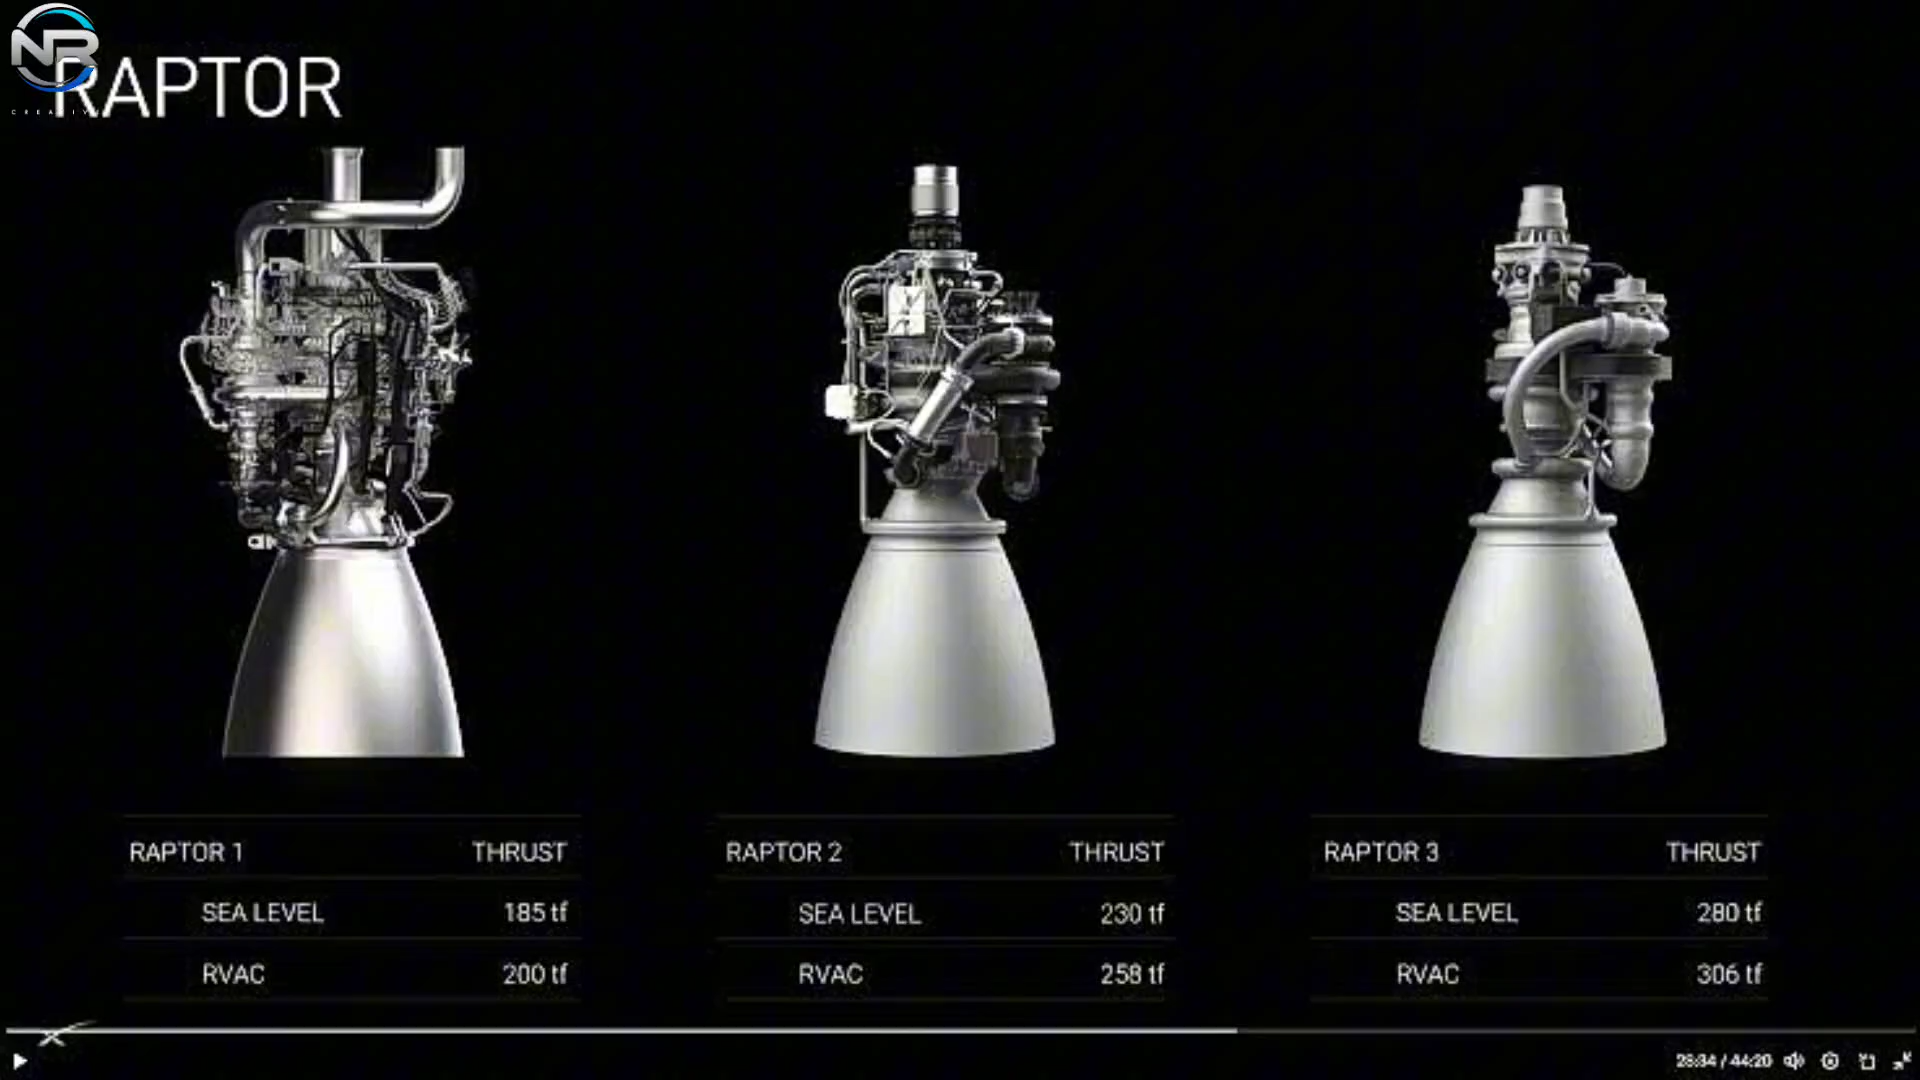 NR
RAPTOR
RAPTOR 1 THRUST
SEA LEVEL 185 tf
RVAC 200 tf
RAPTOR 2 THRUST
SEA LEVEL 230 tf
RVAC 258 tf
RAPTOR 3 THRUST
SEA LEVEL 280 tf
RVAC 306 tf
28:34 / 44:20